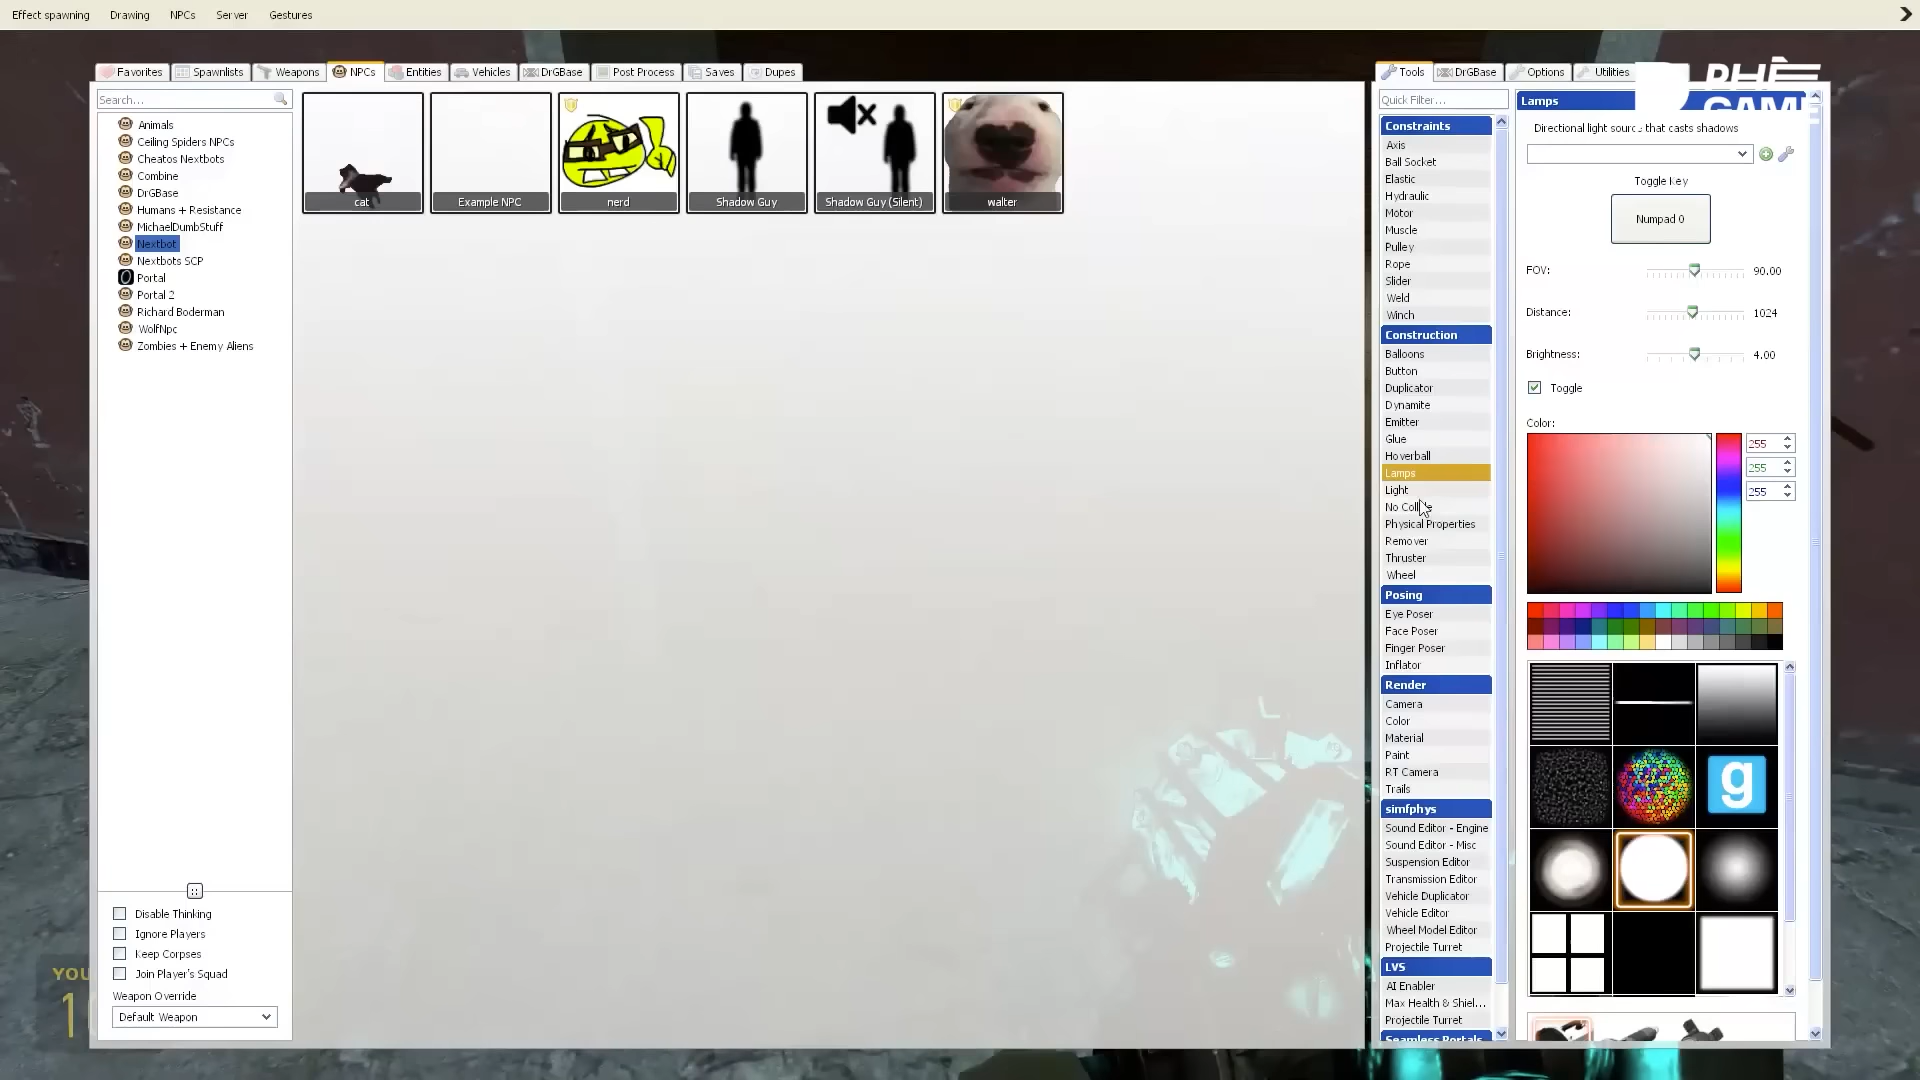 Effect spawning Drawing NPCs Server Gestures
Favorites Spawnlists Weapons NPCs Entities Vehicles DrGBase Post Process Saves Dupes
Search...
Animals
Ceiling Spiders NPCs
Cheatos Nextbots
Combine
DrGBase
Humans + Resistance
MichaelDumbStuff
Nextbot
Nextbots SCP
Portal
Portal 2
Richard Boderman
WolfNpc
Zombies + Enemy Aliens
cat Example NPC nerd Shadow Guy Shadow Guy (Silent) walter
Disable Thinking
Ignore Players
Keep Corpses
Join Player's Squad
Weapon Override
Default Weapon
YOU
Tools DrGBase Options Utilities
Quick Filter...
Constraints
Axis
Ball Socket
Elastic
Hydraulic
Motor
Muscle
Pulley
Rope
Slider
Weld
Winch
Construction
Balloons
Button
Duplicator
Dynamite
Emitter
Glue
Hoverball
Lamps
Light
No Collide
Physical Properties
Remover
Thruster
Wheel
Posing
Eye Poser
Face Poser
Finger Poser
Inflator
Render
Camera
Color
Material
Paint
RT Camera
Trails
simfphys
Sound Editor - Engine
Sound Editor - Misc
Suspension Editor
Transmission Editor
Vehicle Duplicator
Vehicle Editor
Wheel Model Editor
Projectile Turret
LVS
AI Enabler
Max Health & Shiel...
Projectile Turret
Seamless Portals
Lamps
Directional light source that casts shadows
Toggle Key
Numpad 0
FOV: 90.00
Distance: 1024
Brightness: 4.00
Toggle
Color:
255
255
255
g
PHÊ
GAME